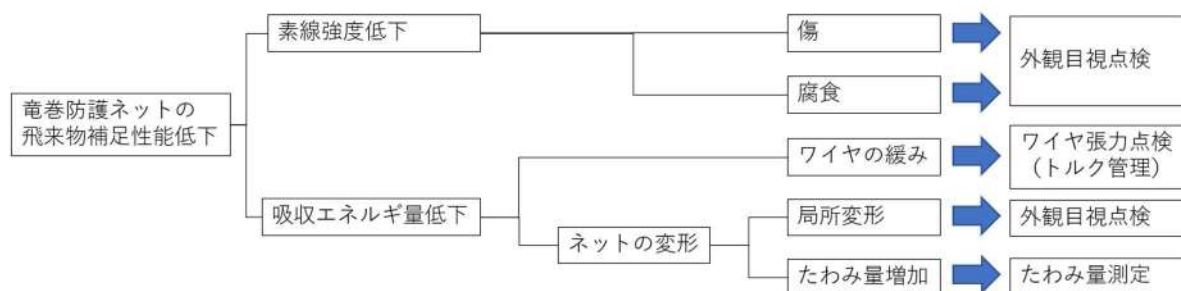 竜巻防護ネットの
飛来物補足性能低下
素線強度低下
傷
腐食
外観目視点検
吸収エネルギ量低下
ワイヤの緩み
ワイヤ張力点検
（トルク管理）
ネットの変形
局所変形
外観目視点検
たわみ量増加
たわみ量測定